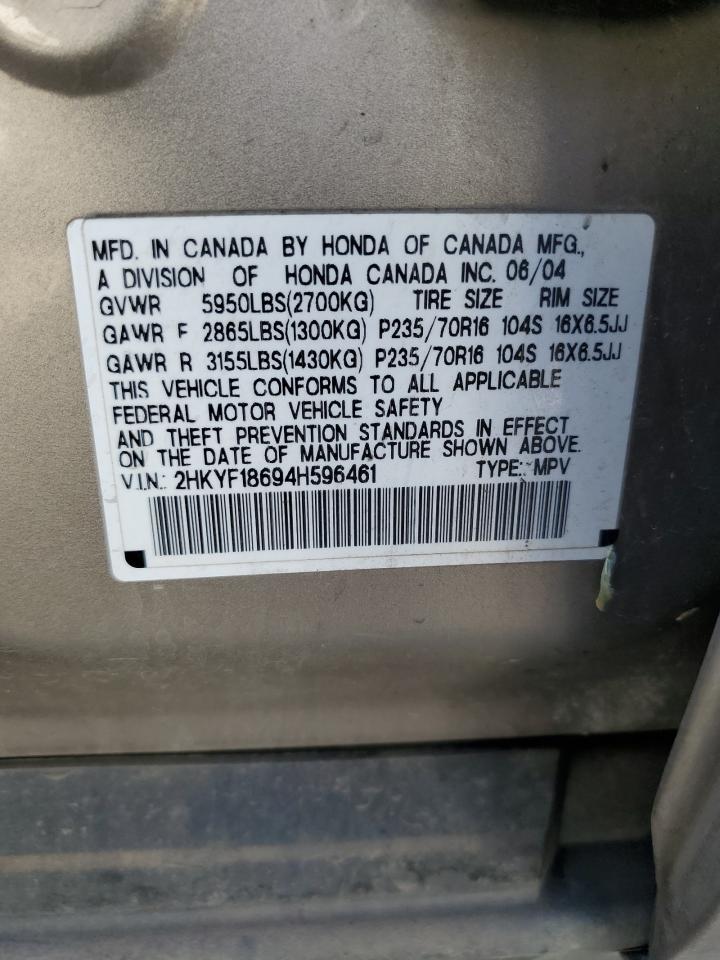 MFD. IN CANADA BY HONDA OF CANADA MFG.,
A DIVISION OF HONDA CANADA INC. 06/04
GVWR 5950LBS(2700KG) TIRE SIZE RIM SIZE
GAWR F 2865LBS(1300KG) P235/70R16 104S 16X6.5JJ
GAWR R 3155LBS(1430KG) P235/70R16 104S 16X6.5JJ
THIS VEHICLE CONFORMS TO ALL APPLICABLE
FEDERAL MOTOR VEHICLE SAFETY
AND THEFT PREVENTION STANDARDS IN EFFECT
ON THE DATE OF MANUFACTURE SHOWN ABOVE.
V.I.N.: 2HKYF18694H596461 TYPE: MPV